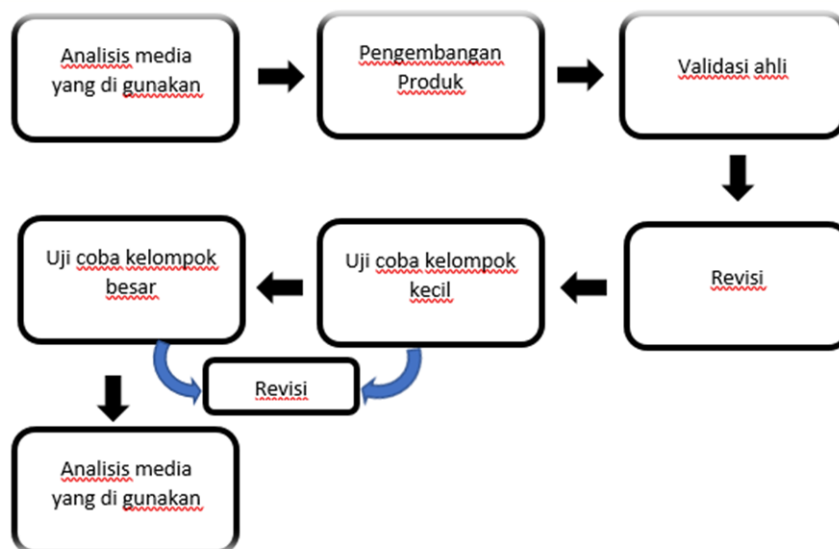 Analisis media
yang di gunakan
Pengembangan
Produk
Validasi ahli
Revisi
Uji coba kelompok
kecil
Uji coba kelompok
besar
Revisi
Analisis media
yang di gunakan